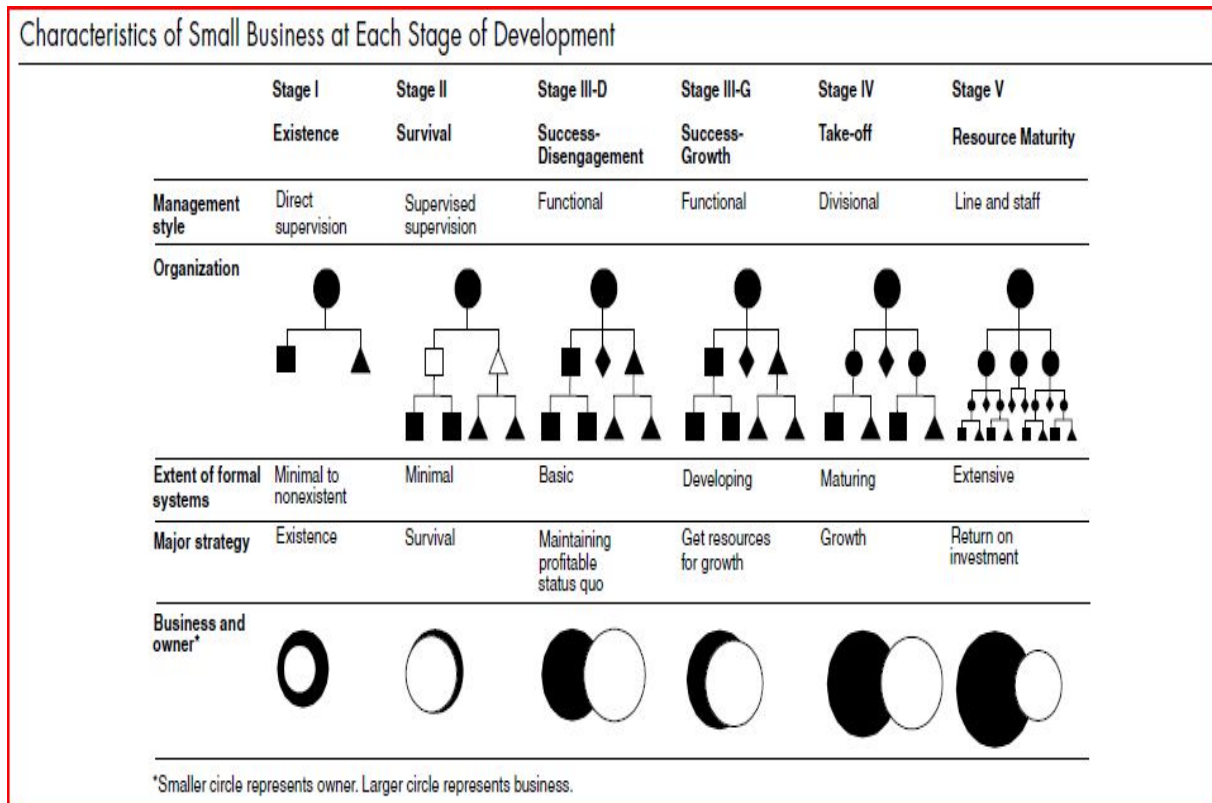 Characteristics of Small Business at Each Stage of Development
Stage I Stage II Stage III-D Stage III-G Stage IV Stage V
Existence Survival Success- Success- Take-off Resource Maturity
Disengagement Growth
Management Direct Supervised Functional Functional Divisional Line and staff
style supervision supervision
Organization
Extent of formal Minimal to Minimal Basic Developing Maturing Extensive
systems nonexistent
Major strategy Existence Survival Maintaining Get resources Growth Return on
profitable for growth investment
status quo
Business and
owner*
*Smaller circle represents owner. Larger circle represents business.